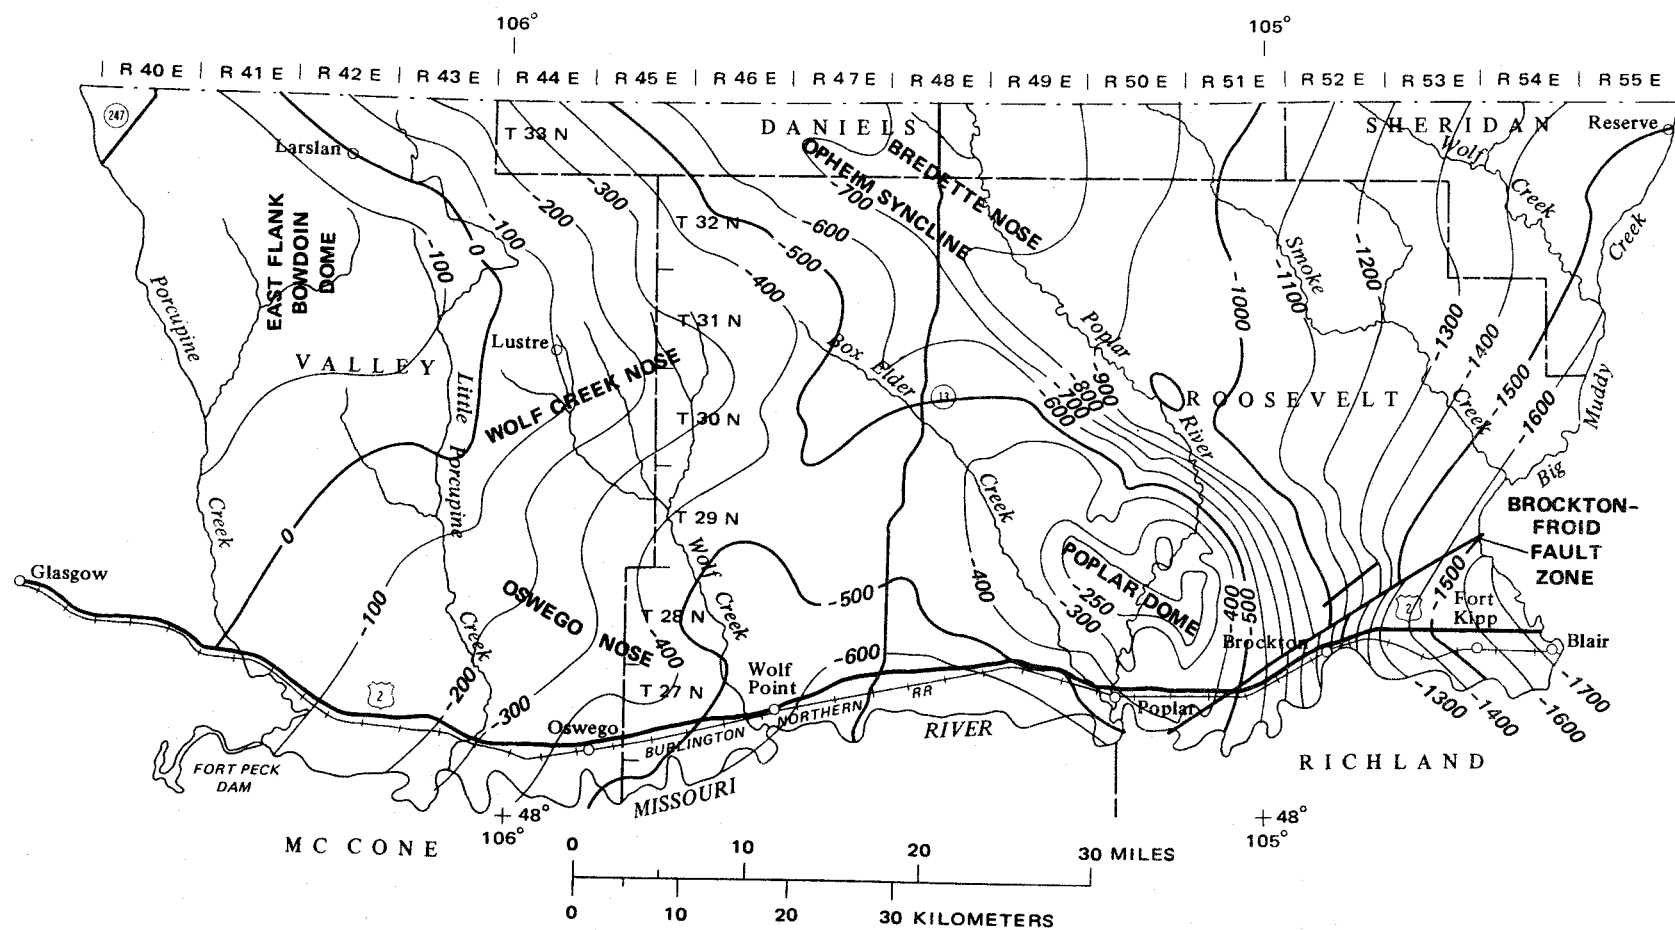 106°
105°
R 40 E | R 41 E | R 42 E | R 43 E | R 44 E | R 45 E | R 46 E | R 47 E | R 48 E | R 49 E | R 50 E | R 51 E | R 52 E | R 53 E | R 54 E | R 55 E
247
T 33 N
DANIELS
SHERIDAN
Reserve
Larslan
Wolf
Creek
OPHEIM SYNCLINE
BREDETTE NOSE
-700
-300
-200
-100
0
-100
T 32 N
-600
-500
-400
EAST FLANK
BOWDOIN
DOME
Smoke
Creek
-1000
-1100
-1200
-1300
-1400
-1500
-1600
Creek
Muddy
Big
Porcupine
Creek
VALLEY
Lustre
T 31 N
Box
Elder
Creek
Poplar
River
WOLF CREEK NOSE
Little
Porcupine
Creek
T 30 N
13
-900
-800
-700
-600
ROOSEVELT
T 29 N
Wolf
Creek
0
BROCKTON-
FROID
FAULT
ZONE
Glasgow
POPLAR DOME
-250
-300
-400
-400
-500
-1500
Fort
Kipp
2
Blair
Brockton
-100
OSWEGO NOSE
T 28 N
-500
-400
-600
Wolf
Point
T 27 N
-200
-300
2
Oswego
BURLINGTON
NORTHERN
RR
Poplar
RIVER
MISSOURI
-1300
-1400
-1600
-1700
RICHLAND
FORT PECK
DAM
MC CONE
+ 48°
106°
+ 48°
105°
0 10 20 30 MILES
0 10 20 30 KILOMETERS